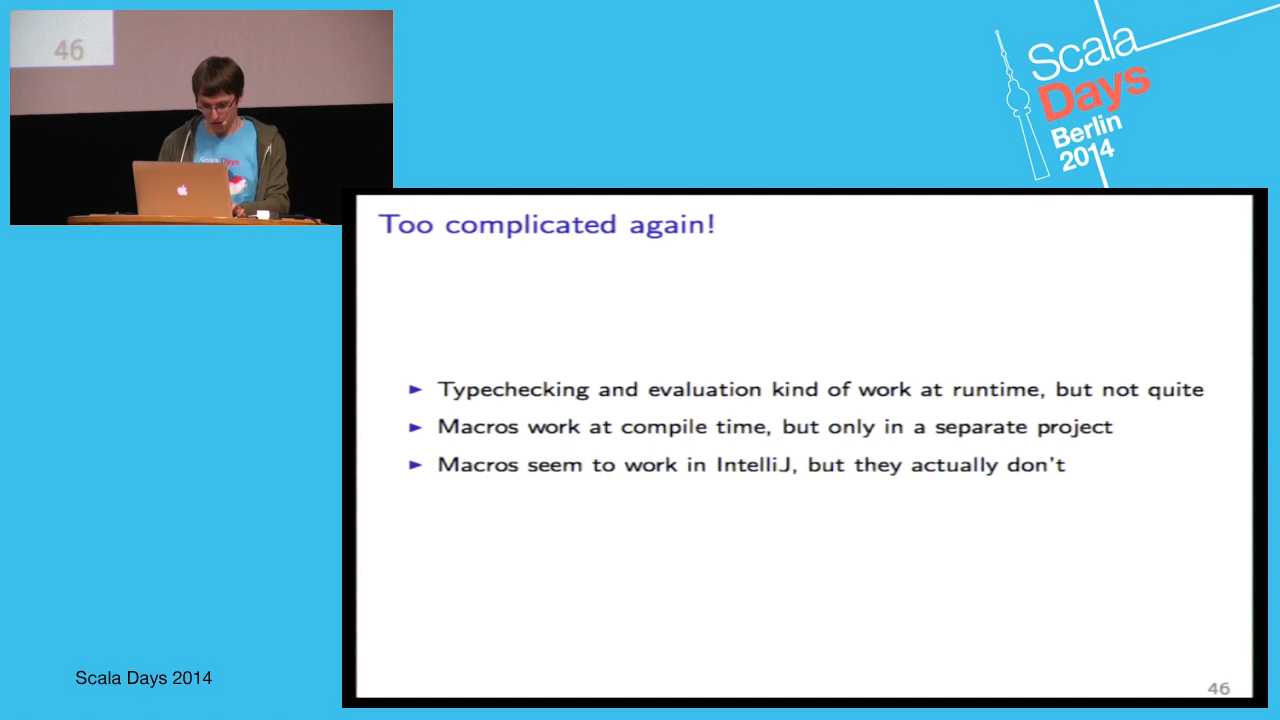 46
Scala
Days
Berlin
2014
Scala Days
Too complicated again!
► Typechecking and evaluation kind of work at runtime, but not quite
► Macros work at compile time, but only in a separate project
► Macros seem to work in IntelliJ, but they actually don't
46
Scala Days 2014